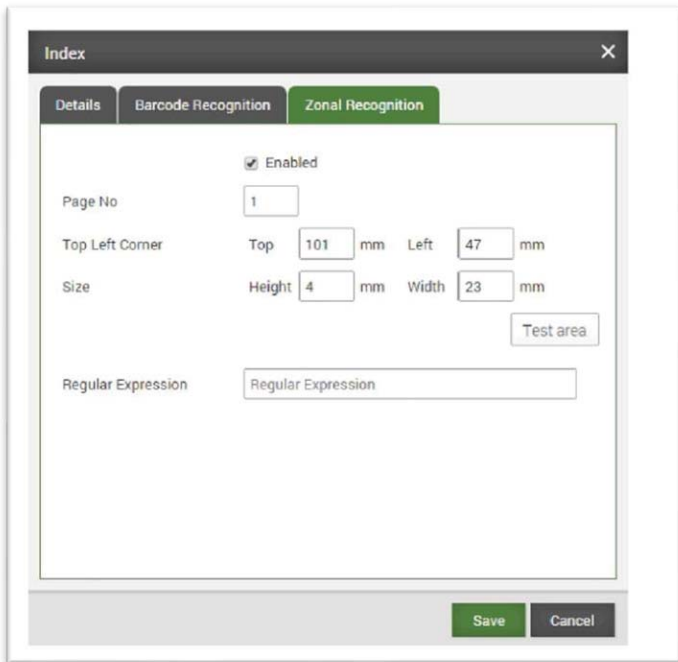 Index
Details Barcode Recognition Zonal Recognition
Enabled
Page No 1
Top Left Corner Top 101 mm Left 47 mm
Size Height 4 mm Width 23 mm
Test area
Regular Expression Regular Expression
Save Cancel